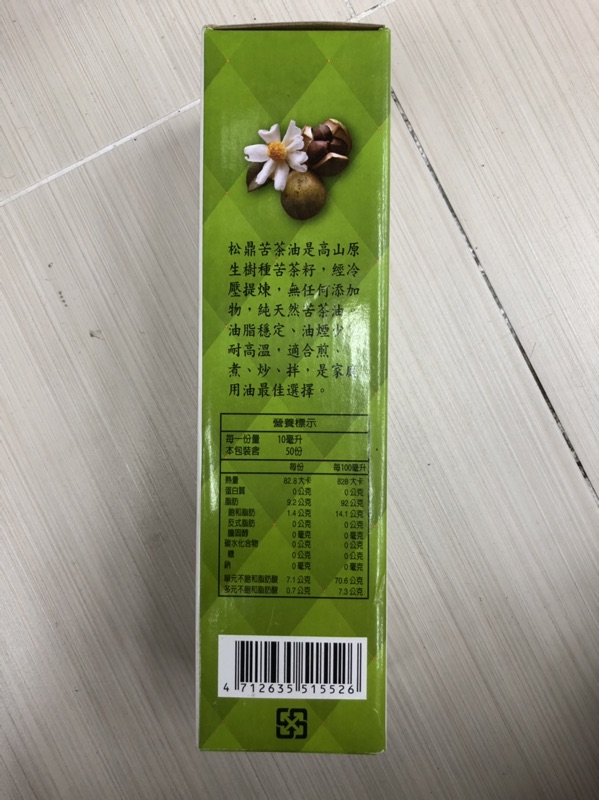 松鼎苦茶油是高山原
生樹種苦茶籽，經冷
壓提煉，無任何添加
物，純天然苦茶油
油脂穩定、油煙少
耐高溫，適合煎、
煮、炒、拌，是家庭
用油最佳選擇。
營養標示
每一份量 10毫升
本包裝含 50份
每份 每100毫升
熱量 82.8大卡 828大卡
蛋白質 0公克 0公克
脂肪 9.2公克 92公克
飽和脂肪 1.4公克 14.1公克
反式脂肪 0公克 0公克
膽固醇 0毫克 0毫克
碳水化合物 0公克 0公克
糖 0公克 0公克
鈉 0毫克 0毫克
單元不飽和脂肪酸 7.1公克 70.6公克
多元不飽和脂肪酸 0.7公克 7.3公克
4 712635 515526